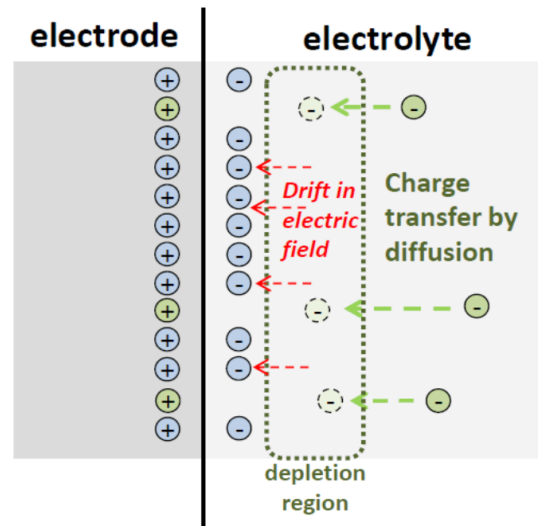 electrode
electrolyte
+
-
+
-
-
+
-
+
-
+
-
+
-
+
-
+
-
+
-
-
+
-
+
-
+
-
-
+
-
Drift in
electric
field
Charge
transfer by
diffusion
depletion
region